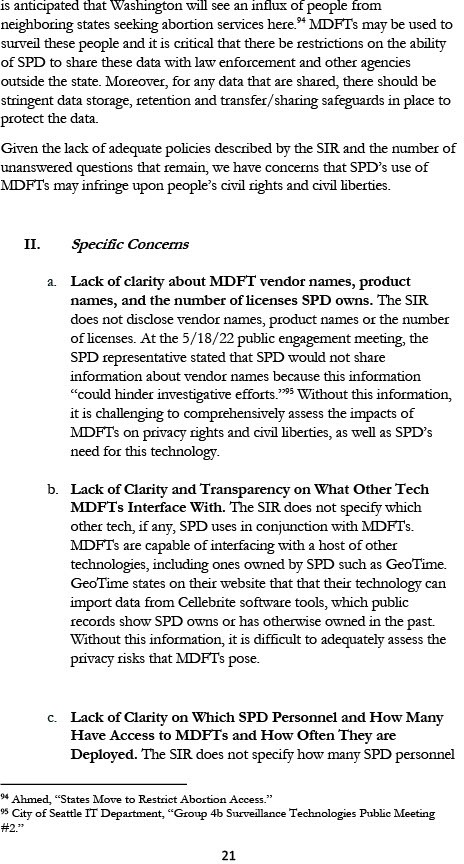 is anticipated that Washington will see an influx of people from
neighboring states seeking abortion services here.⁹⁴ MDFTs may be used to
surveil these people and it is critical that there be restrictions on the ability
of SPD to share these data with law enforcement and other agencies
outside the state. Moreover, for any data that are shared, there should be
stringent data storage, retention and transfer/sharing safeguards in place to
protect the data.
Given the lack of adequate policies described by the SIR and the number of
unanswered questions that remain, we have concerns that SPD’s use of
MDFTs may infringe upon people’s civil rights and civil liberties.
II. Specific Concerns
a. Lack of clarity about MDFT vendor names, product
names, and the number of licenses SPD owns. The SIR
does not disclose vendor names, product names or the number
of licenses. At the 5/18/22 public engagement meeting, the
SPD representative stated that SPD would not share
information about vendor names because this information
“could hinder investigative efforts.”⁹⁵ Without this information,
it is challenging to comprehensively assess the impacts of
MDFTs on privacy rights and civil liberties, as well as SPD’s
need for this technology.
b. Lack of Clarity and Transparency on What Other Tech
MDFTs Interface With. The SIR does not specify which
other tech, if any, SPD uses in conjunction with MDFTs.
MDFTs are capable of interfacing with a host of other
technologies, including ones owned by SPD such as GeoTime.
GeoTime states on their website that that their technology can
import data from Cellebrite software tools, which public
records show SPD owns or has otherwise owned in the past.
Without this information, it is difficult to adequately assess the
privacy risks that MDFTs pose.
c. Lack of Clarity on Which SPD Personnel and How Many
Have Access to MDFTs and How Often They are
Deployed. The SIR does not specify how many SPD personnel
⁹⁴ Ahmed, “States Move to Restrict Abortion Access.”
⁹⁵ City of Seattle IT Department, “Group 4b Surveillance Technologies Public Meeting
#2.”
21